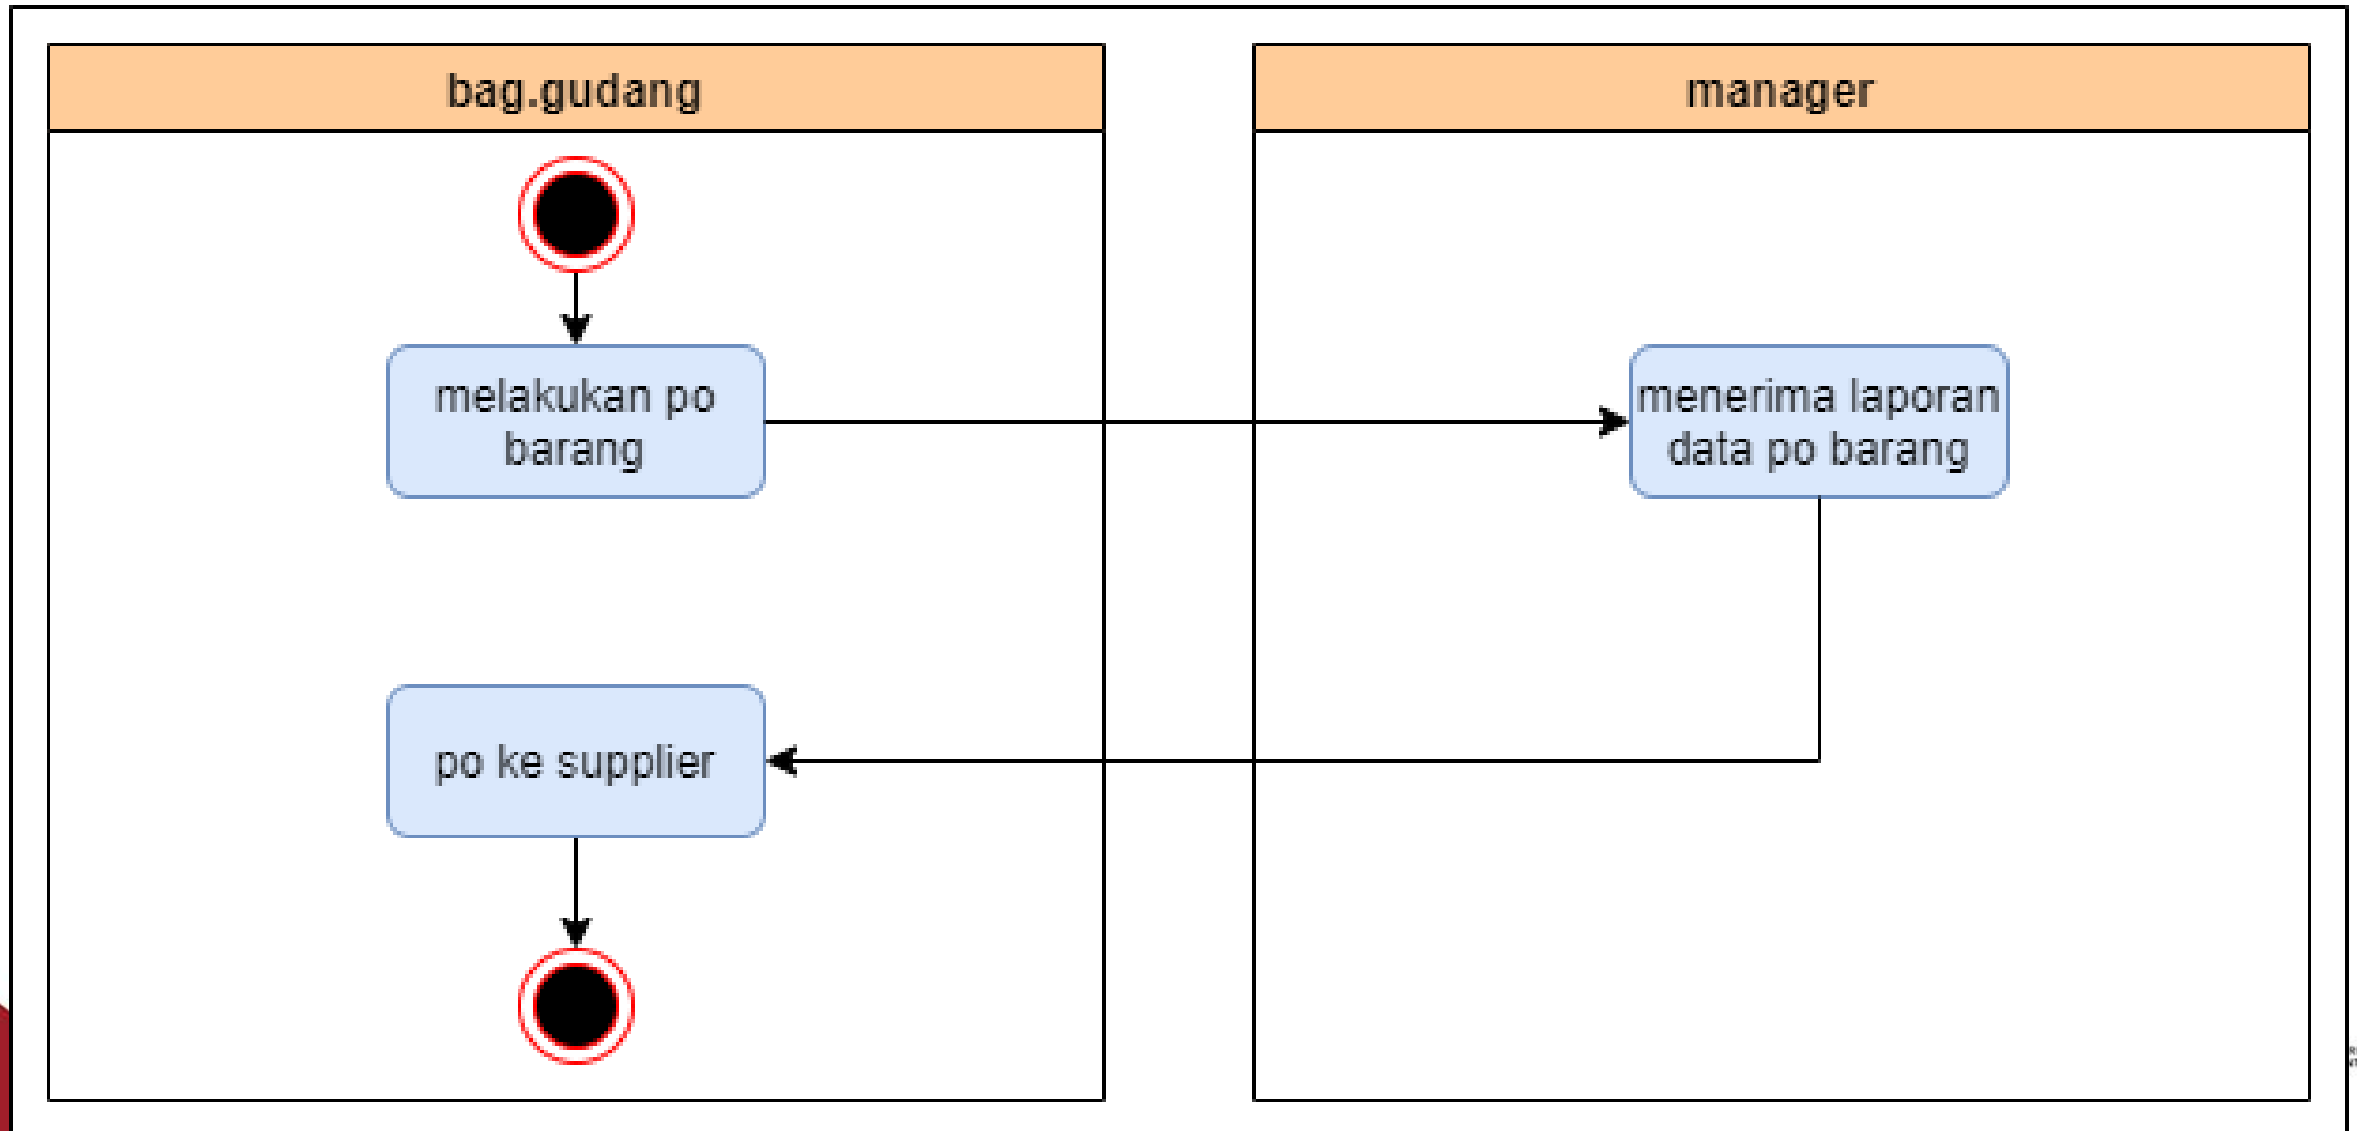 bag.gudang
manager
melakukan po
barang
menerima laporan
data po barang
po ke supplier